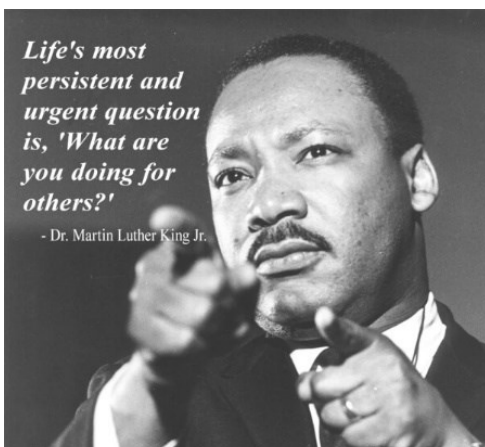 Life's most
persistent and
urgent question
is, 'What are
you doing for
others?'
- Dr. Martin Luther King Jr.